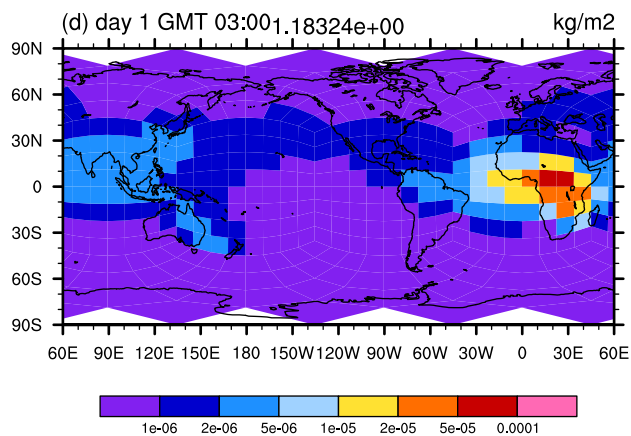 (d) day 1 GMT 03:00 1.18324e+00 kg/m2
90N
60N
30N
0
30S
60S
90S
60E 90E 120E 150E 180 150W 120W 90W 60W 30W 0 30E 60E
1e-06 2e-06 5e-06 1e-05 2e-05 5e-05 0.0001